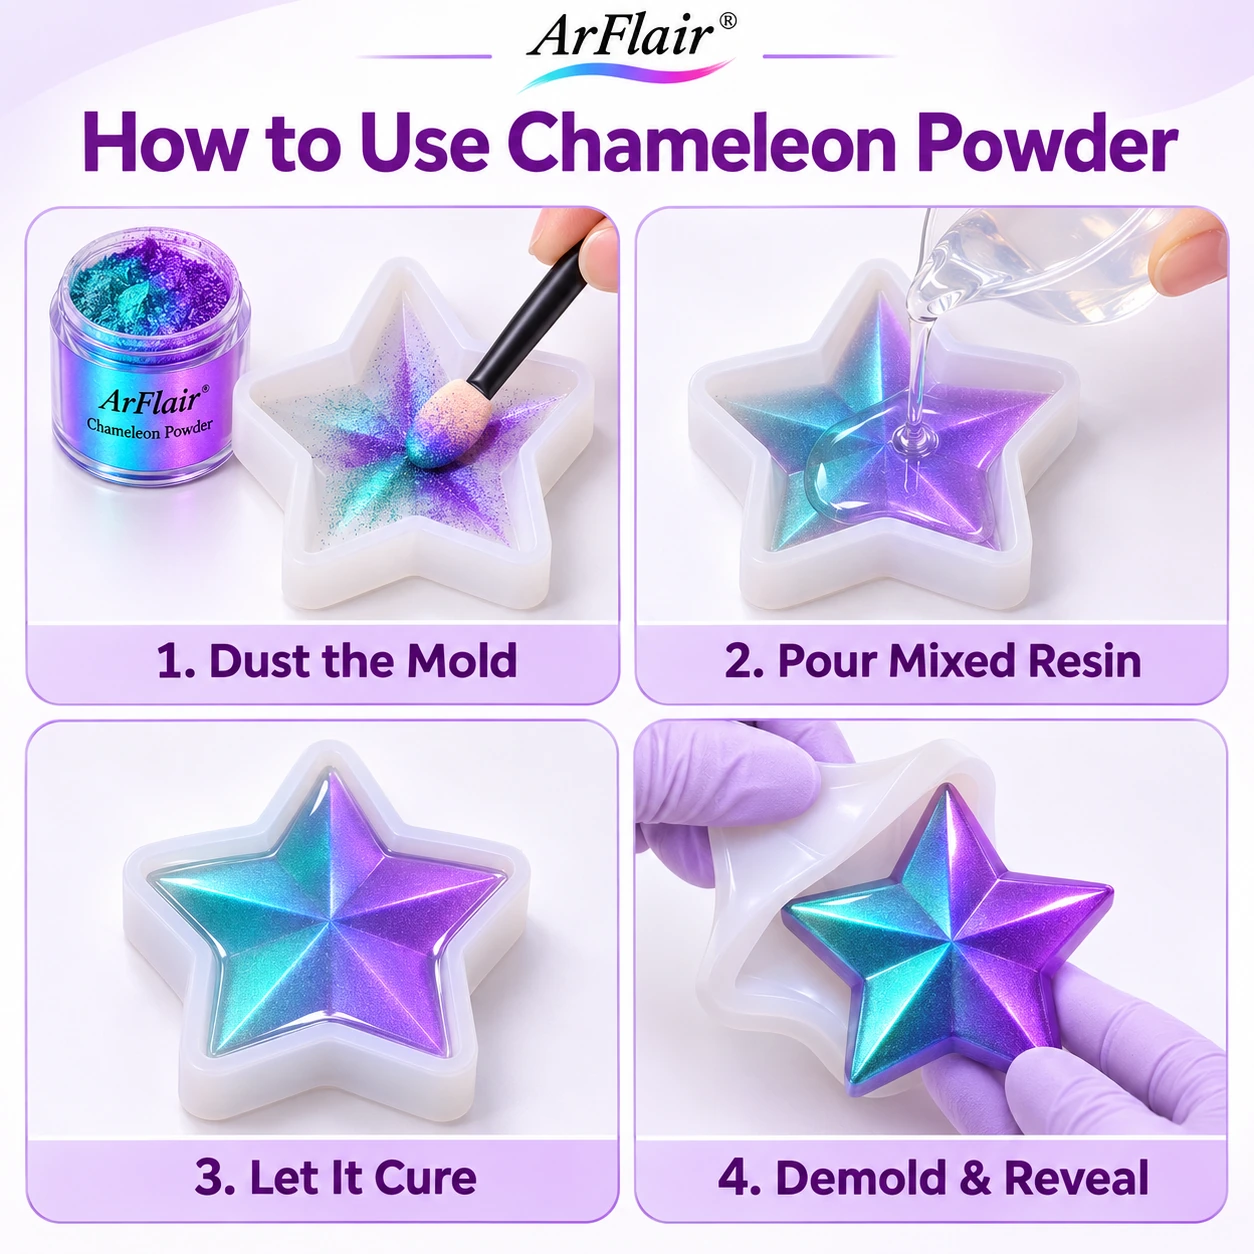 ArFlair®
How to Use Chameleon Powder
ArFlair®
Chameleon Powder
1. Dust the Mold
2. Pour Mixed Resin
3. Let It Cure
4. Demold & Reveal